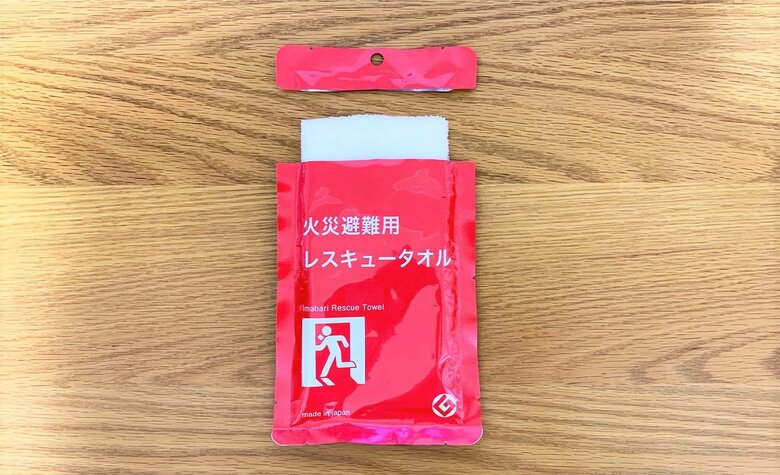 火災避難用
レスキュータオル
Imabari Rescue Towel
made in japan